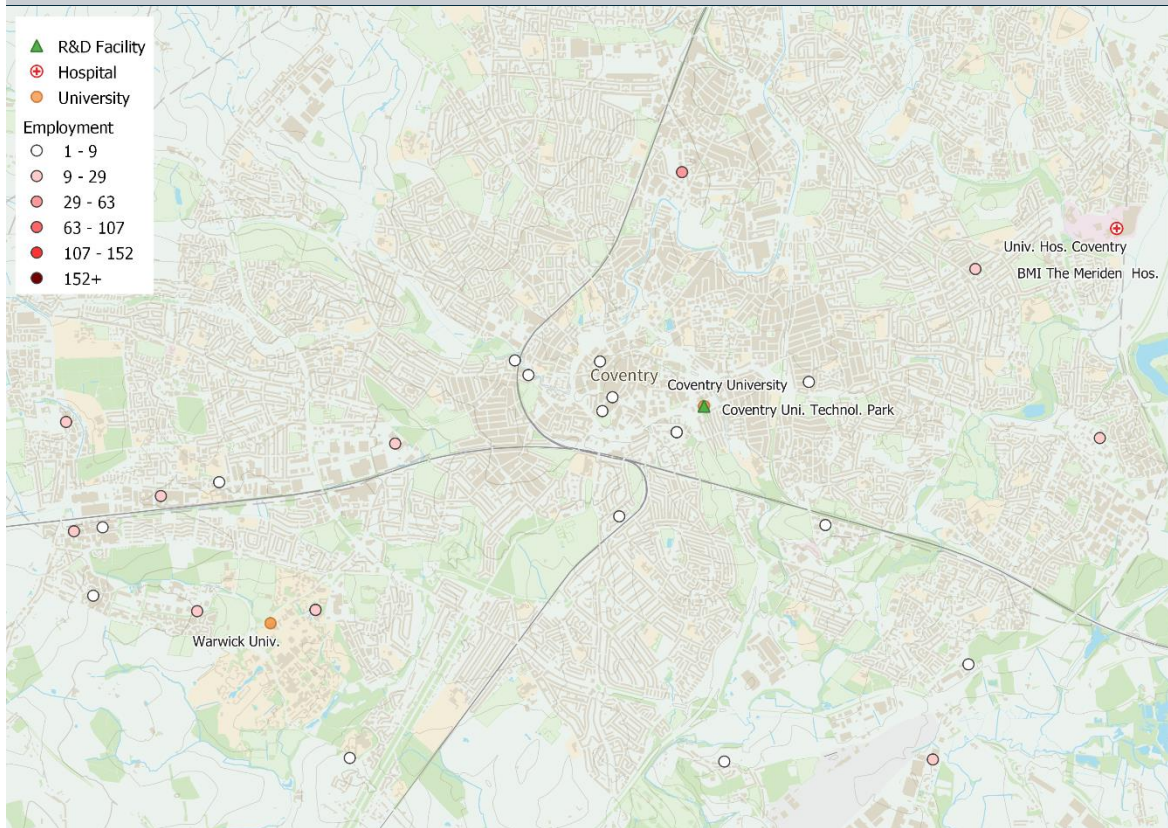 R&D Facility
Hospital
University
Employment
1 - 9
9 - 29
29 - 63
63 - 107
107 - 152
152+
Univ. Hos. Coventry
BMI The Meriden Hos.
Coventry
Coventry University
Coventry Uni. Technol. Park
Warwick Univ.